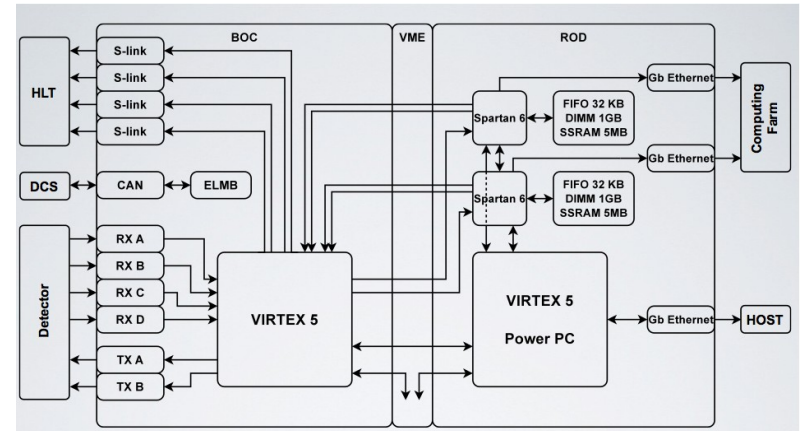 BOC
VME
ROD
HLT
S-link
S-link
S-link
S-link
DCS
CAN
ELMB
Detector
RX A
RX B
RX C
RX D
TX A
TX B
VIRTEX 5
Spartan 6
FIFO 32 KB
DIMM 1GB
SSRAM 5MB
Gb Ethernet
Computing
Farm
Spartan 6
FIFO 32 KB
DIMM 1GB
SSRAM 5MB
Gb Ethernet
VIRTEX 5
Power PC
Gb Ethernet
HOST